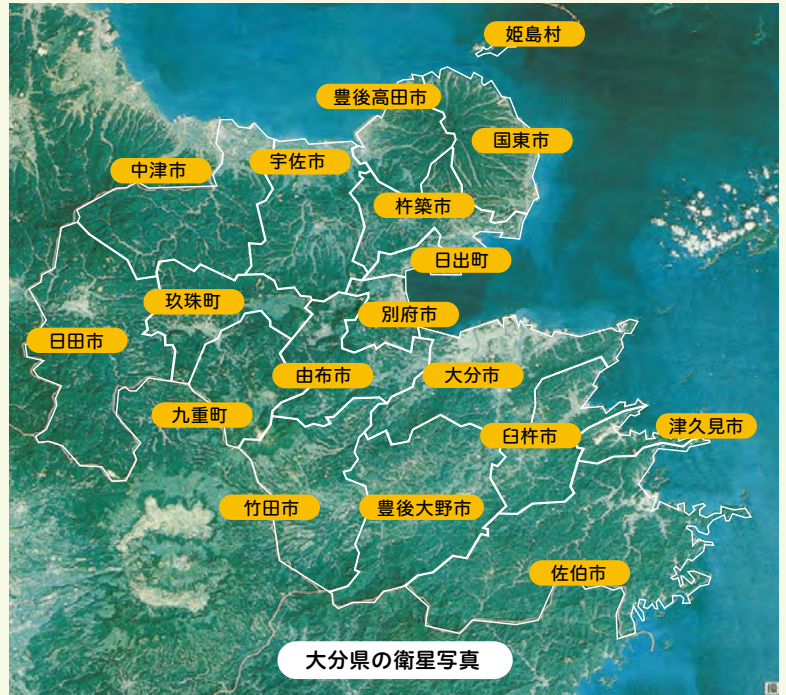 姫島村
豊後高田市
国東市
中津市
宇佐市
杵築市
日出町
玖珠町
別府市
日田市
由布市
大分市
九重町
臼杵市
津久見市
竹田市
豊後大野市
佐伯市
大分県の衛星写真